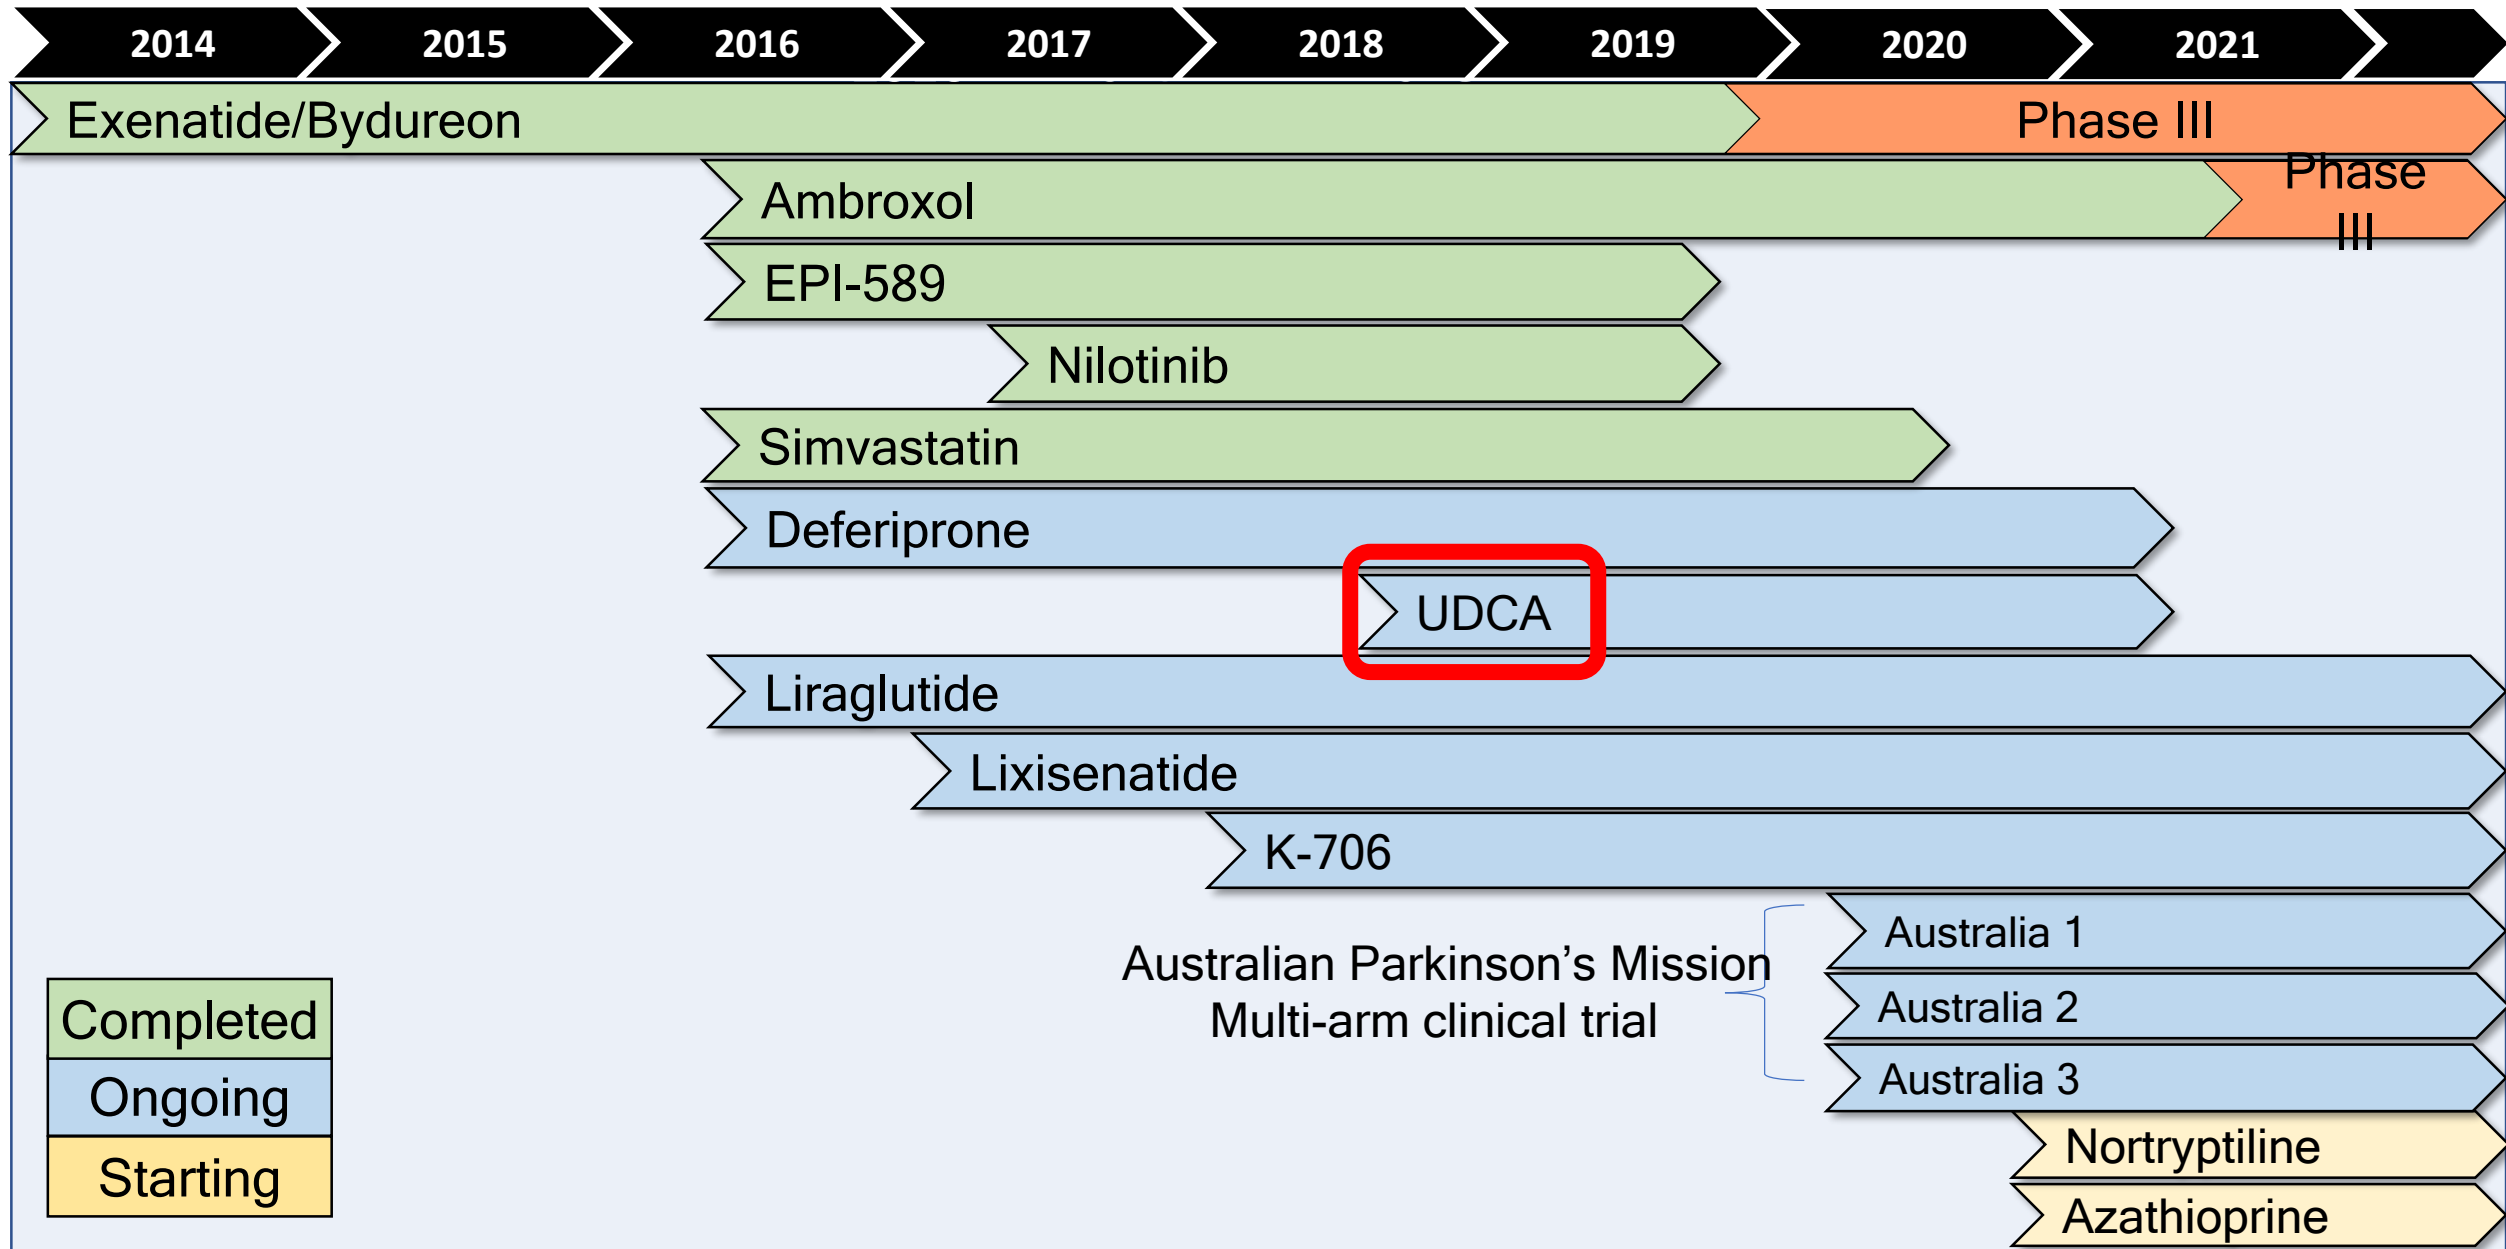 2014 2015 2016 2017 2018 2019 2020 2021
Exenatide/Bydureon Phase III
Ambroxol Phase
III
EPI-589
Nilotinib
Simvastatin
Deferiprone
UDCA
Liraglutide
Lixisenatide
K-706
Australia 1
Australian Parkinson’s Mission
Multi-arm clinical trial
Australia 2
Australia 3
Completed
Ongoing
Starting
Nortryptiline
Azathioprine